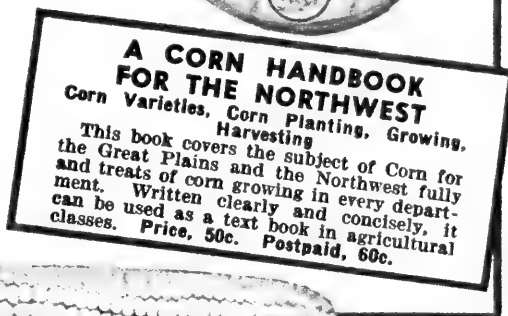 A CORN HANDBOOK
FOR THE NORTHWEST
Corn Varieties, Corn Planting, Growing,
Harvesting
This book covers the subject of Corn for
the Great Plains and the Northwest fully
and treats of corn growing in every depart-
ment. Written clearly and concisely, it
can be used as a text book in agricultural
classes. Price, 50c. Postpaid, 60c.